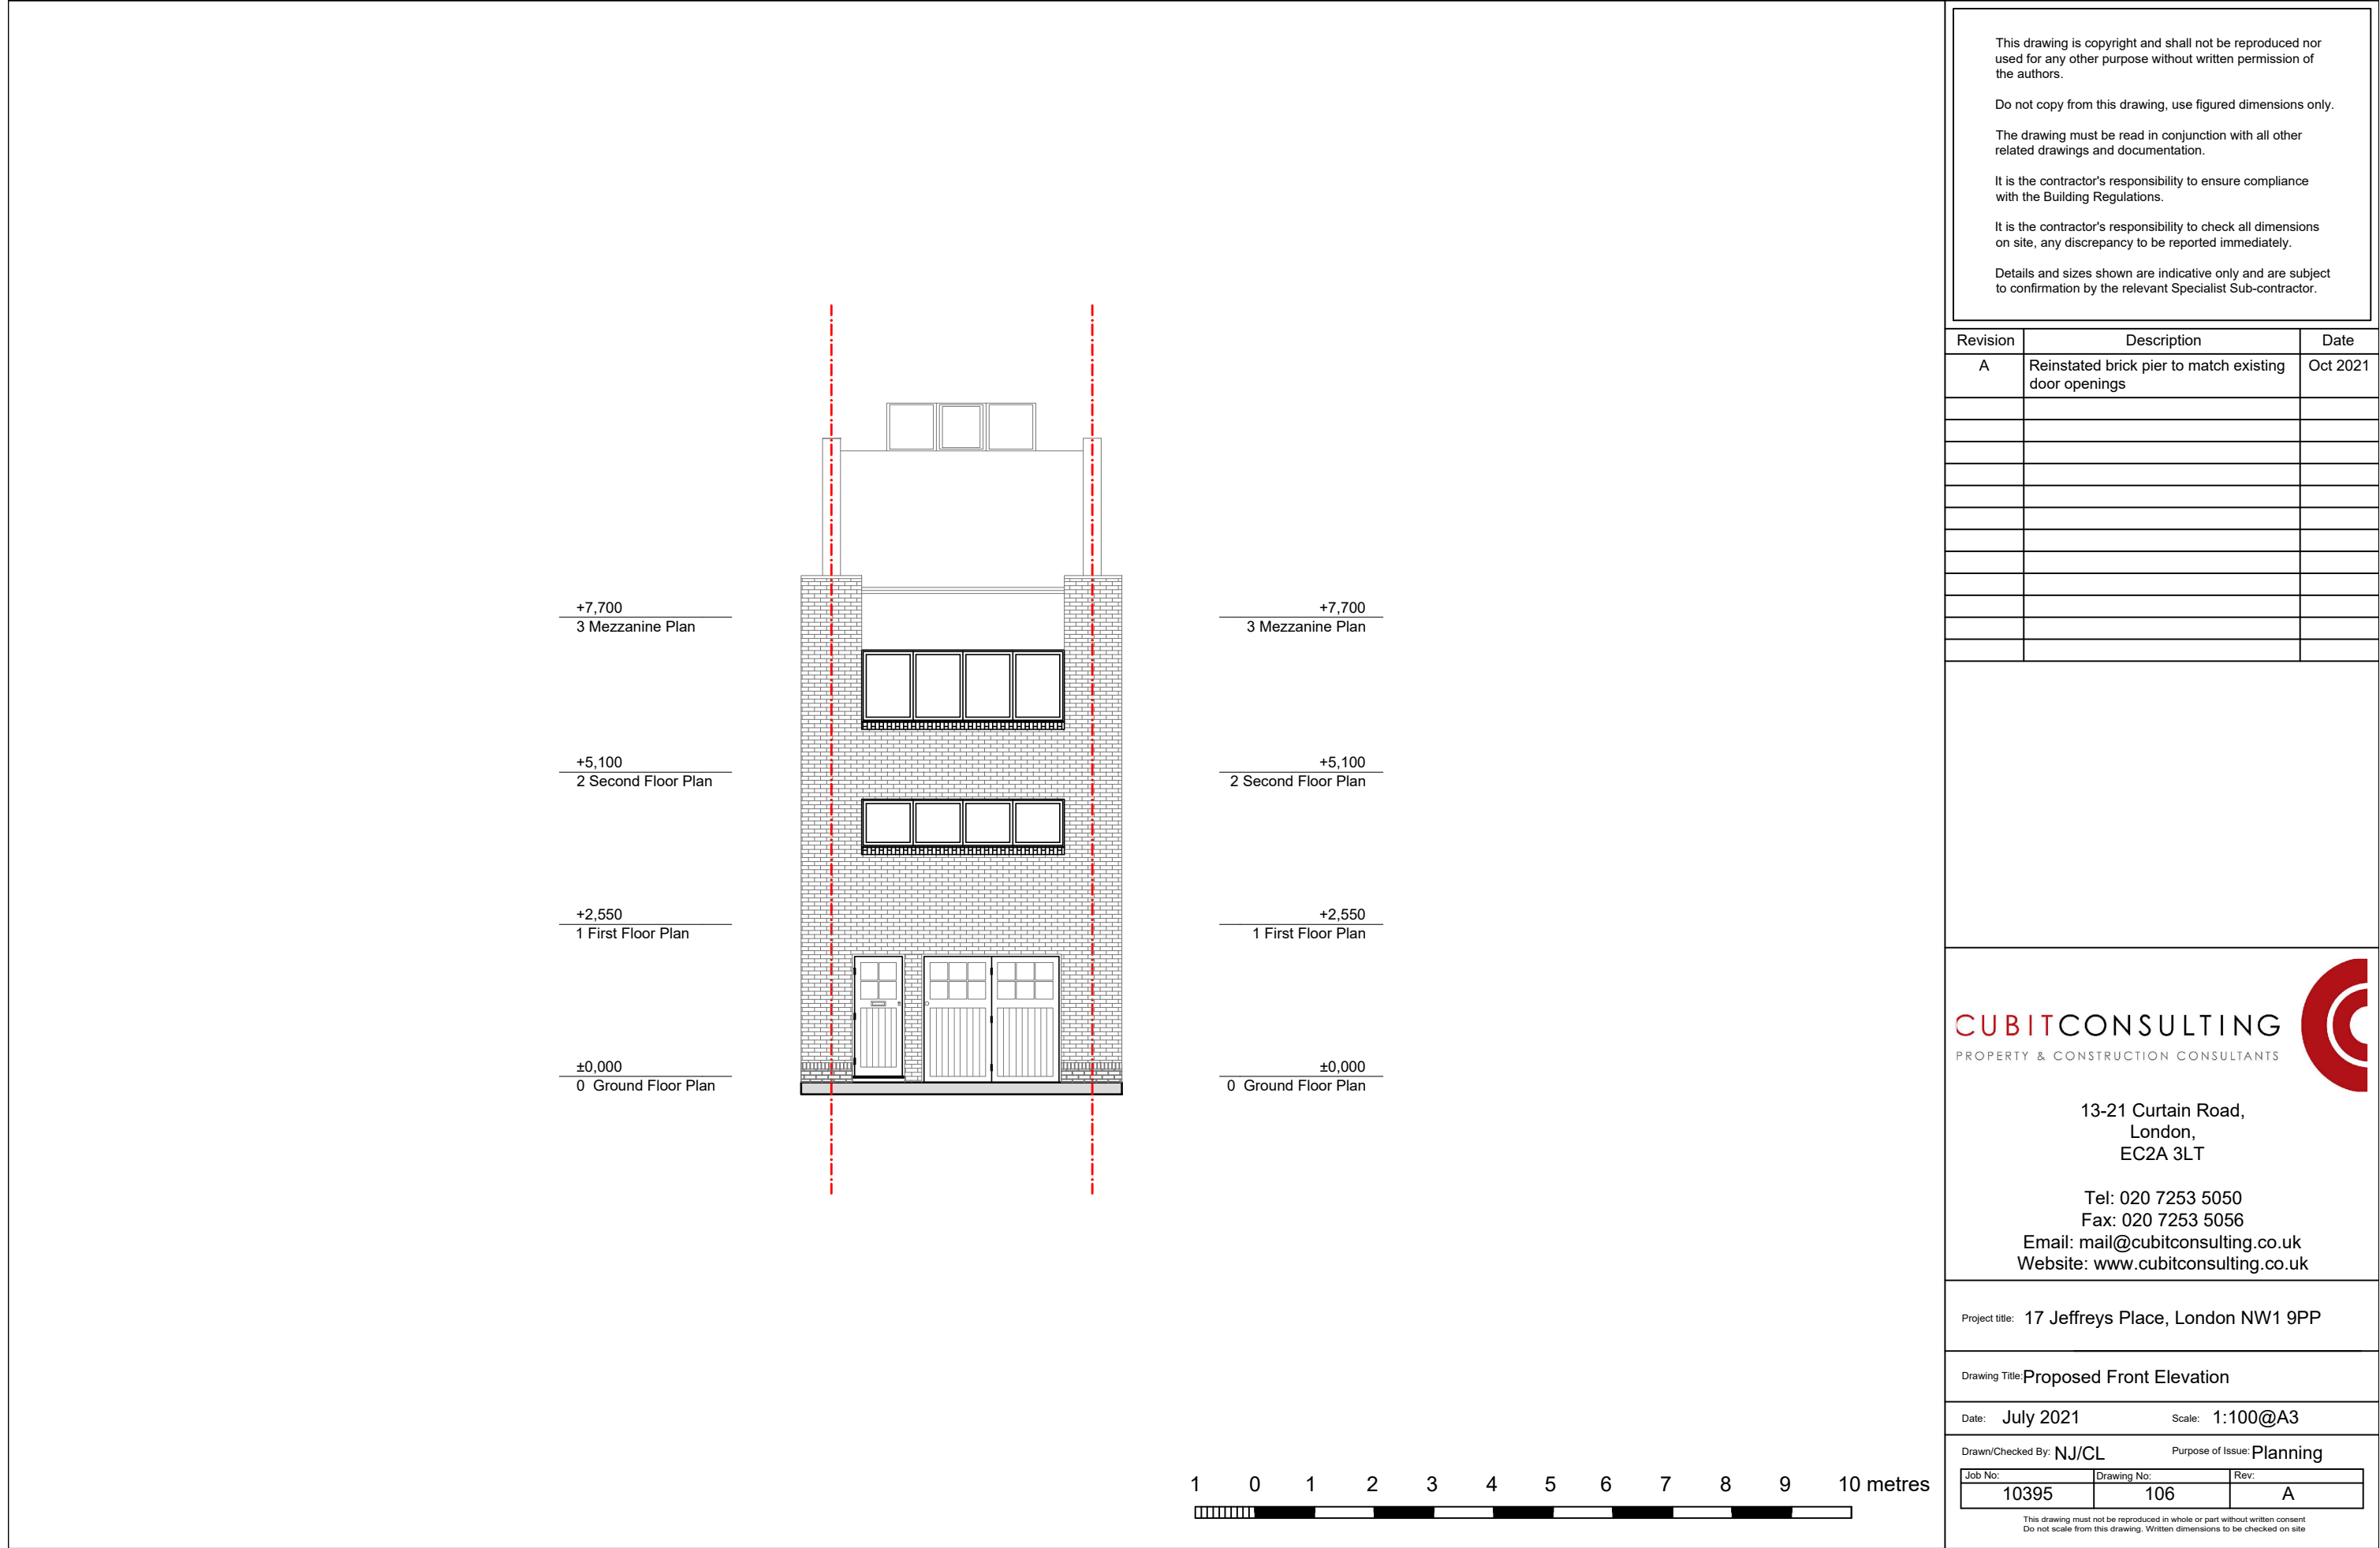 This drawing is copyright and shall not be reproduced nor
used for any other purpose without written permission of
the authors.
Do not copy from this drawing, use figured dimensions only.
The drawing must be read in conjunction with all other
related drawings and documentation.
It is the contractor's responsibility to ensure compliance
with the Building Regulations.
It is the contractor's responsibility to check all dimensions
on site, any discrepancy to be reported immediately.
Details and sizes shown are indicative only and are subject
to confirmation by the relevant Specialist Sub-contractor.
Revision Description Date
A Reinstated brick pier to match existing Oct 2021
door openings
+7,700 +7,700
3 Mezzanine Plan 3 Mezzanine Plan
+5,100 +5,100
2 Second Floor Plan 2 Second Floor Plan
+2,550 +2,550
1 First Floor Plan 1 First Floor Plan
±0,000 ±0,000
0 Ground Floor Plan 0 Ground Floor Plan
1 0 1 2 3 4 5 6 7 8 9 10 metres
CUBITCONSULTING
PROPERTY & CONSTRUCTION CONSULTANTS
13-21 Curtain Road,
London,
EC2A 3LT
Tel: 020 7253 5050
Fax: 020 7253 5056
Email: mail@cubitconsulting.co.uk
Website: www.cubitconsulting.co.uk
Project title: 17 Jeffreys Place, London NW1 9PP
Drawing Title: Proposed Front Elevation
Date: July 2021 Scale: 1:100@A3
Drawn/Checked By: NJ/CL Purpose of Issue: Planning
Job No: Drawing No: Rev:
10395 106 A
This drawing must not be reproduced in whole or part without written consent
Do not scale from this drawing. Written dimensions to be checked on site